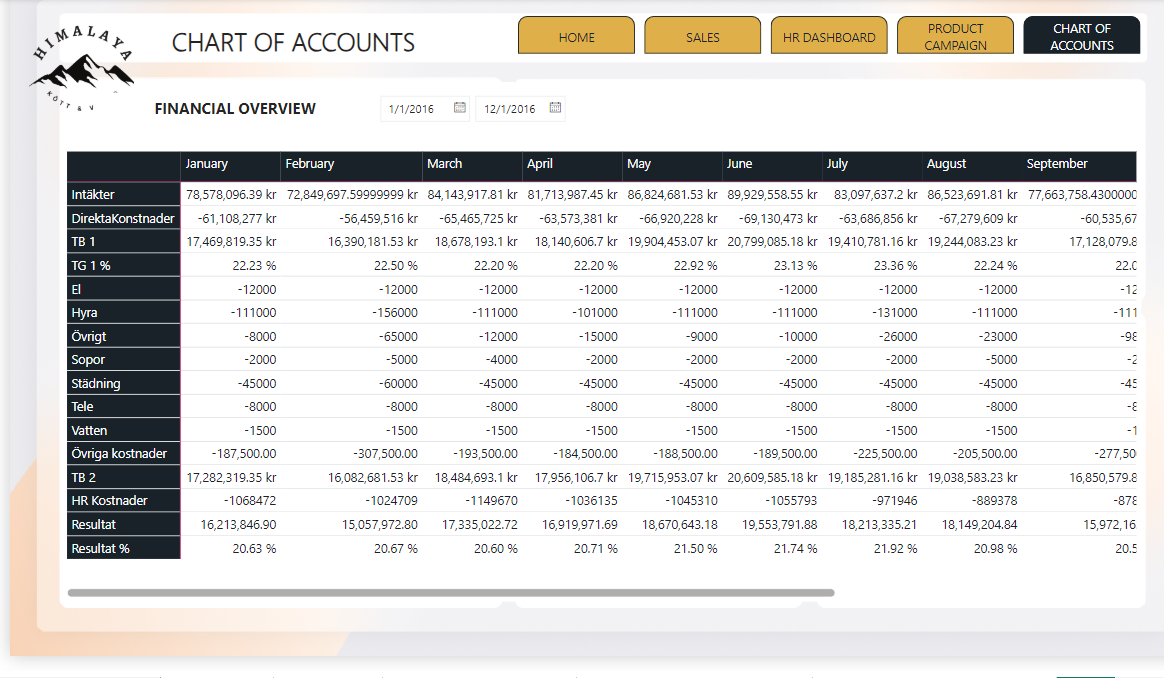 HIMALAYA
KÖTT & V
CHART OF ACCOUNTS
HOME
SALES
HR DASHBOARD
PRODUCT
CAMPAIGN
CHART OF
ACCOUNTS
FINANCIAL OVERVIEW
1/1/2016
12/1/2016
January February March April May June July August September
Intäkter 78,578,096.39 kr 72,849,697.59999999 kr 84,143,917.81 kr 81,713,987.45 kr 86,824,681.53 kr 89,929,558.55 kr 83,097,637.2 kr 86,523,691.81 kr 77,663,758.4300000
DirektaKonstnader -61,108,277 kr -56,459,516 kr -65,465,725 kr -63,573,381 kr -66,920,228 kr -69,130,473 kr -63,686,856 kr -67,279,609 kr -60,535,67
TB 1 17,469,819.35 kr 16,390,181.53 kr 18,678,193.1 kr 18,140,606.7 kr 19,904,453.07 kr 20,799,085.18 kr 19,410,781.16 kr 19,244,083.23 kr 17,128,079.8
TG 1 % 22.23 % 22.50 % 22.20 % 22.20 % 22.92 % 23.13 % 23.36 % 22.24 % 22.0
El -12000 -12000 -12000 -12000 -12000 -12000 -12000 -12000 -12
Hyra -111000 -156000 -111000 -101000 -111000 -111000 -131000 -111000 -111
Övrigt -8000 -65000 -12000 -15000 -9000 -10000 -26000 -23000 -98
Sopor -2000 -5000 -4000 -2000 -2000 -2000 -2000 -5000 -2
Städning -45000 -60000 -45000 -45000 -45000 -45000 -45000 -45000 -45
Tele -8000 -8000 -8000 -8000 -8000 -8000 -8000 -8000 -8
Vatten -1500 -1500 -1500 -1500 -1500 -1500 -1500 -1500 -1
Övriga kostnader -187,500.00 -307,500.00 -193,500.00 -184,500.00 -188,500.00 -189,500.00 -225,500.00 -205,500.00 -277,50
TB 2 17,282,319.35 kr 16,082,681.53 kr 18,484,693.1 kr 17,956,106.7 kr 19,715,953.07 kr 20,609,585.18 kr 19,185,281.16 kr 19,038,583.23 kr 16,850,579.8
HR Kostnader -1068472 -1024709 -1149670 -1036135 -1045310 -1055793 -971946 -889378 -878
Resultat 16,213,846.90 15,057,972.80 17,335,022.72 16,919,971.69 18,670,643.18 19,553,791.88 18,213,335.21 18,149,204.84 15,972,16
Resultat % 20.63 % 20.67 % 20.60 % 20.71 % 21.50 % 21.74 % 21.92 % 20.98 % 20.5